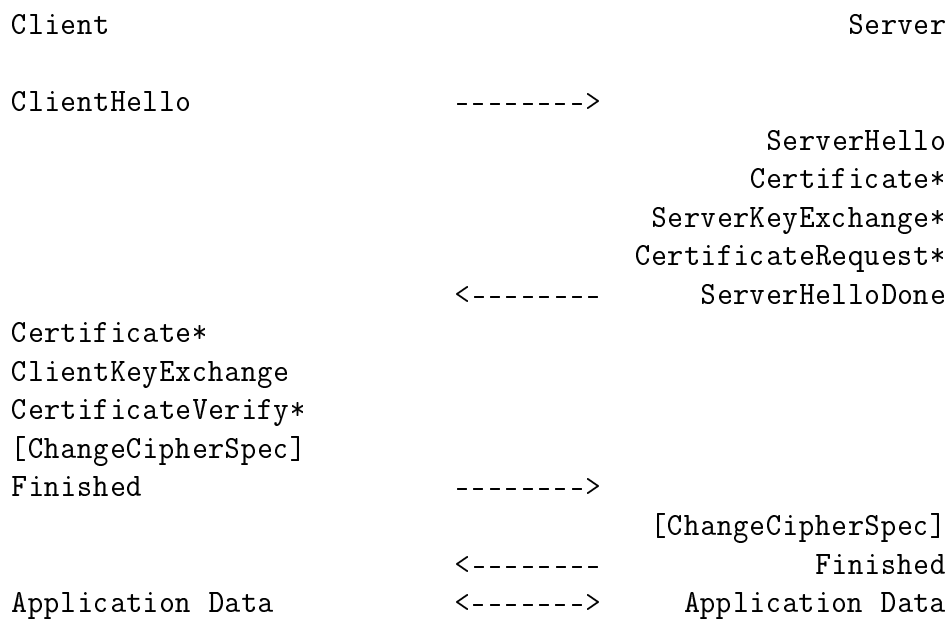 Client Server
ClientHello -------->
ServerHello
Certificate*
ServerKeyExchange*
CertificateRequest*
<-------- ServerHelloDone
Certificate*
ClientKeyExchange
CertificateVerify*
[ChangeCipherSpec]
Finished -------->
[ChangeCipherSpec]
<-------- Finished
Application Data <-------> Application Data